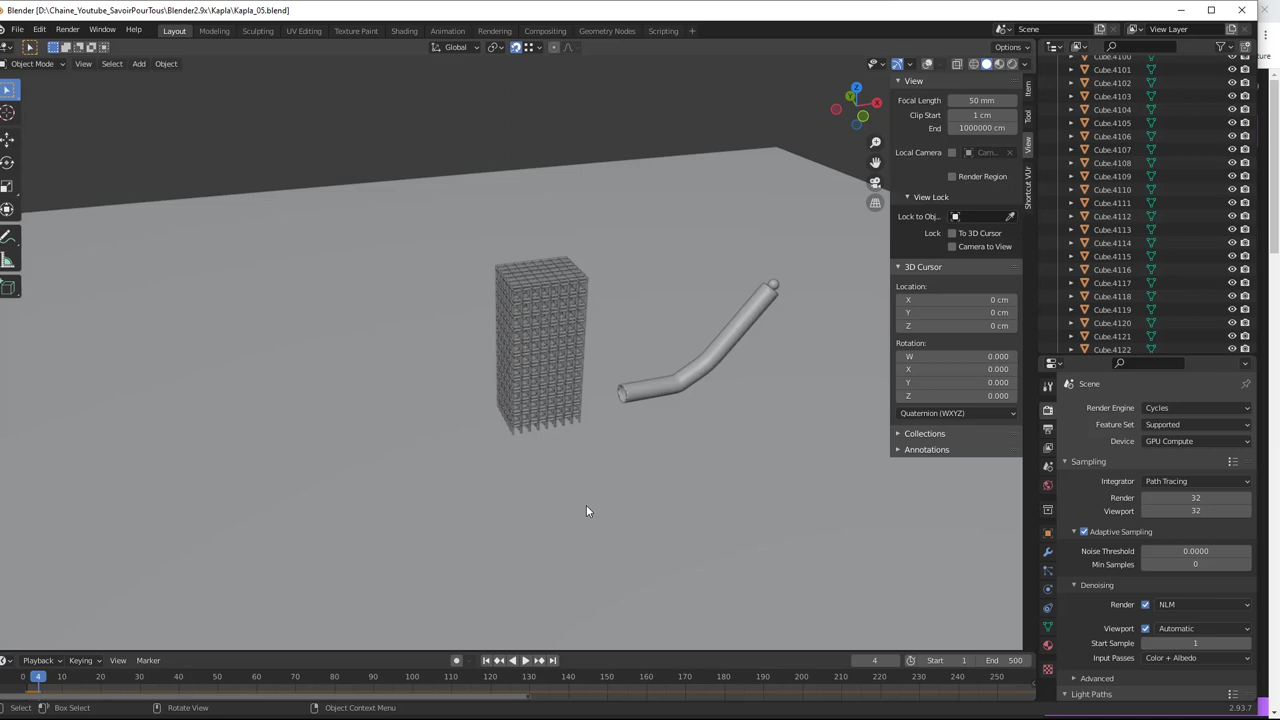 Blender [D:\Chaine_Youtube_SavoirPourTous\Blender2.9x\Kapla\Kapla_05.blend]
File Edit Render Window Help Layout Modeling Sculpting UV Editing Texture Paint Shading Animation Rendering Compositing Geometry Nodes Scripting + Scene View Layer
Global Options
Object Mode View Select Add Object
View
Focal Length 50 mm
Clip Start 1 cm
End 1000000 cm
Local Camera Cam...
Render Region
View Lock
Lock to Obj...
Lock To 3D Cursor
Camera to View
3D Cursor
Location:
X 0 cm
Y 0 cm
Z 0 cm
Rotation:
W 0.000
X 0.000
Y 0.000
Z 0.000
Quaternion (WXYZ)
Collections
Annotations
Item
Tool
View
Shortcut VUr
X
Y
Z
Cube.4100
Cube.4101
Cube.4102
Cube.4103
Cube.4104
Cube.4105
Cube.4106
Cube.4107
Cube.4108
Cube.4109
Cube.4110
Cube.4111
Cube.4112
Cube.4113
Cube.4114
Cube.4115
Cube.4116
Cube.4117
Cube.4118
Cube.4119
Cube.4120
Cube.4121
Cube.4122
Scene
Render Engine Cycles
Feature Set Supported
Device GPU Compute
Sampling
Integrator Path Tracing
Render 32
Viewport 32
Adaptive Sampling
Noise Threshold 0.0000
Min Samples 0
Denoising
Render NLM
Viewport Automatic
Start Sample 1
Input Passes Color + Albedo
Advanced
Light Paths
Playback Keying View Marker 4 Start 1 End 500
0 4 10 20 30 40 50 60 70 80 90 100 110 120 130 140 150 160 170 180 190 200 210 220 230 240 250
Select Box Select Rotate View Object Context Menu 2.93.7